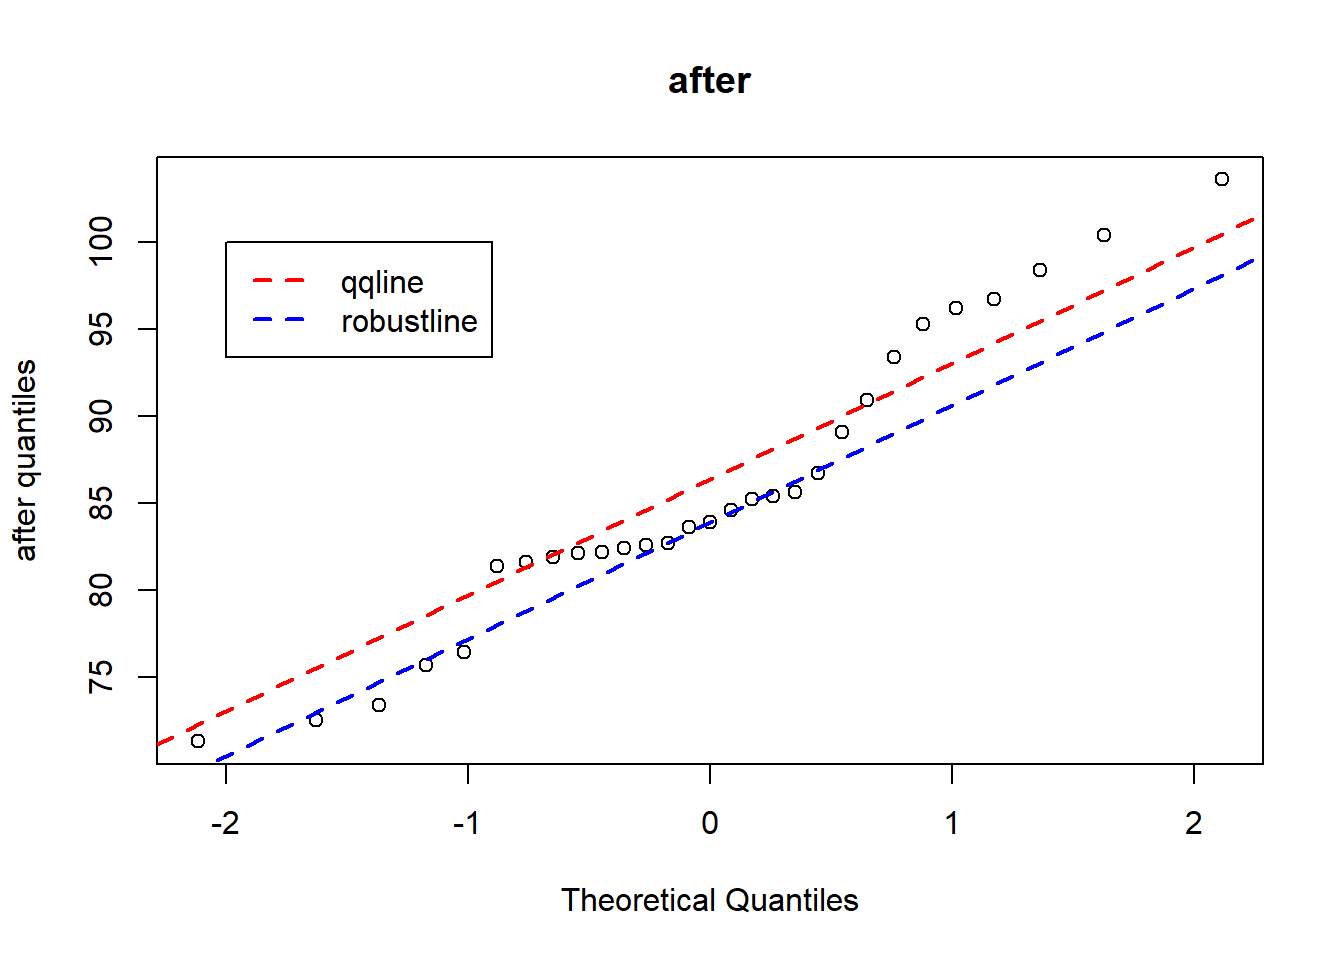 after
100
95
90
85
80
75
after quantiles
qqline
robustline
-2
-1
0
1
2
Theoretical Quantiles